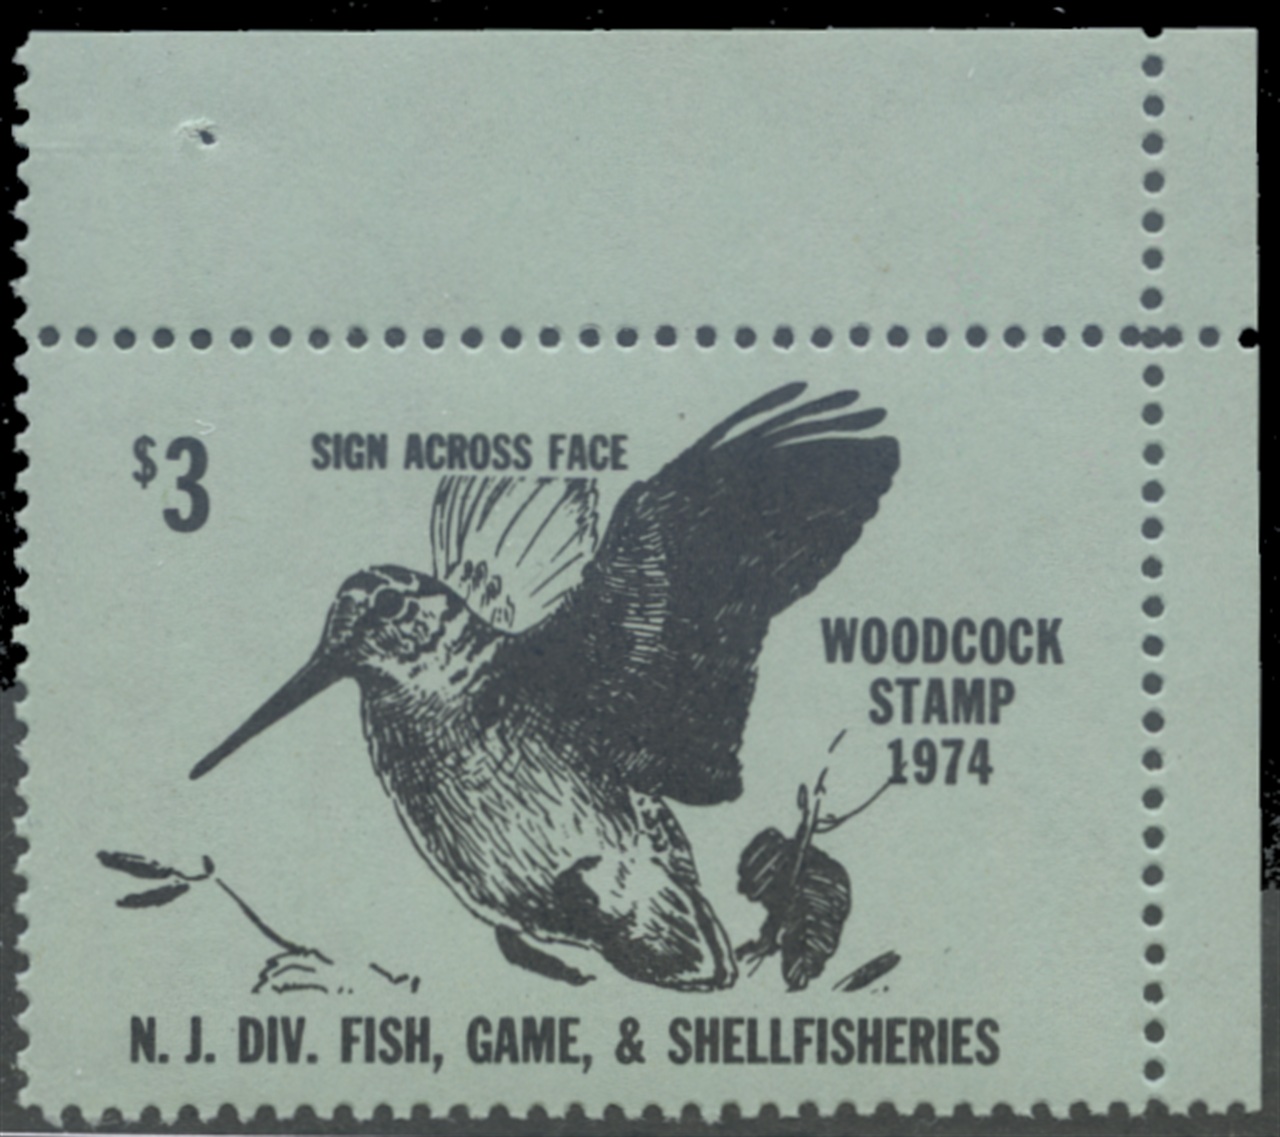 $3
SIGN ACROSS FACE
WOODCOCK
STAMP
1974
N. J. DIV. FISH, GAME, & SHELLFISHERIES